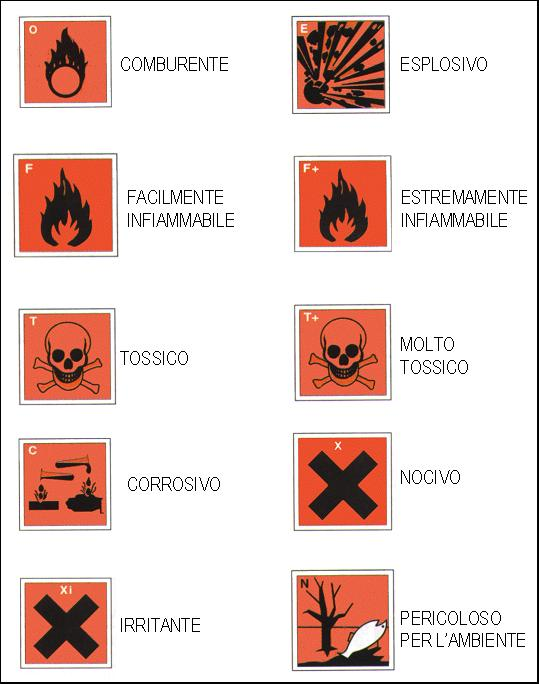 O
COMBURENTE
E
ESPLOSIVO
F
FACILMENTE
INFIAMMABILE
F+
ESTREMAMENTE
INFIAMMABILE
T
TOSSICO
T+
MOLTO
TOSSICO
C
CORROSIVO
X
NOCIVO
Xi
IRRITANTE
N
PERICOLOSO
PER L'AMBIENTE